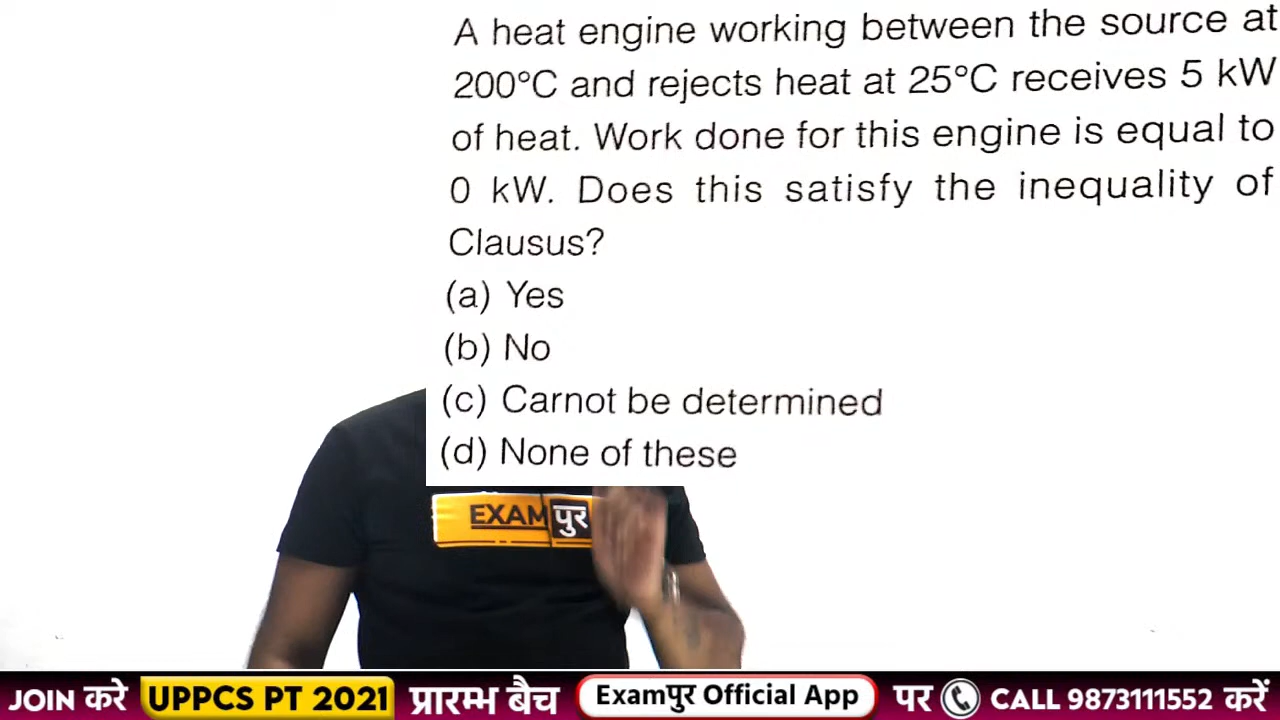 A heat engine working between the source at
200°C and rejects heat at 25°C receives 5 kW
of heat. Work done for this engine is equal to
0 kW. Does this satisfy the inequality of
Clausus?
(a) Yes
(b) No
(c) Carnot be determined
(d) None of these
EXAMपुर
JOIN करे UPPCS PT 2021 प्रारम्भ बैच Examपुर Official App पर CALL 9873111552 करें